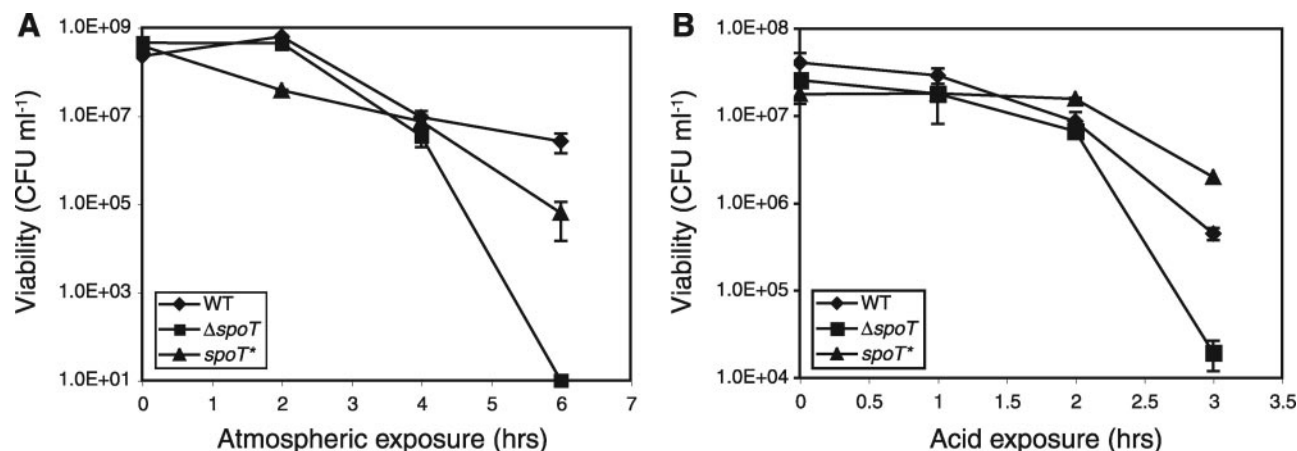 A
Viability (CFU ml-1)
1.0E+09
1.0E+07
1.0E+05
1.0E+03
1.0E+01
WT
ΔspoT
spoT*
0 1 2 3 4 5 6 7
Atmospheric exposure (hrs)
B
Viability (CFU ml-1)
1.0E+08
1.0E+07
1.0E+06
1.0E+05
1.0E+04
WT
ΔspoT
spoT*
0 0.5 1 1.5 2 2.5 3 3.5
Acid exposure (hrs)